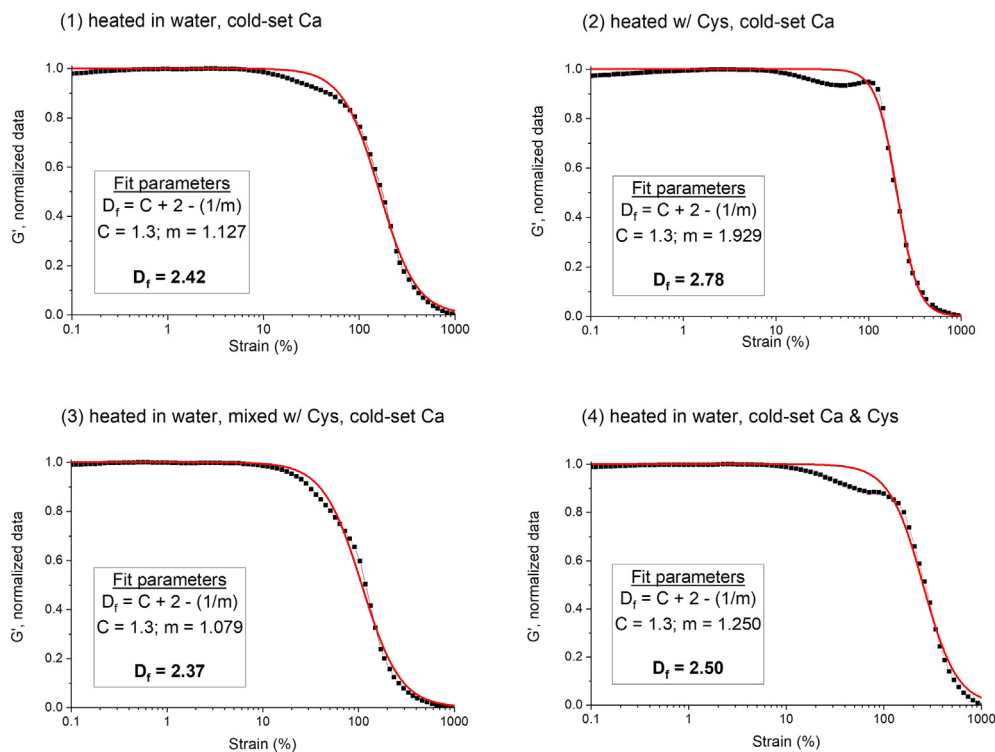 (1) heated in water, cold-set Ca
G', normalized data
1.0
0.8
0.6
0.4
0.2
0.0
Fit parameters
D_f = C + 2 - (1/m)
C = 1.3; m = 1.127
D_f = 2.42
0.1 1 10 100 1000
Strain (%)
(2) heated w/ Cys, cold-set Ca
G', normalized data
1.0
0.8
0.6
0.4
0.2
0.0
Fit parameters
D_f = C + 2 - (1/m)
C = 1.3; m = 1.929
D_f = 2.78
0.1 1 10 100 1000
Strain (%)
(3) heated in water, mixed w/ Cys, cold-set Ca
G', normalized data
1.0
0.8
0.6
0.4
0.2
0.0
Fit parameters
D_f = C + 2 - (1/m)
C = 1.3; m = 1.079
D_f = 2.37
0.1 1 10 100 1000
Strain (%)
(4) heated in water, cold-set Ca & Cys
G', normalized data
1.0
0.8
0.6
0.4
0.2
0.0
Fit parameters
D_f = C + 2 - (1/m)
C = 1.3; m = 1.250
D_f = 2.50
0.1 1 10 100 1000
Strain (%)